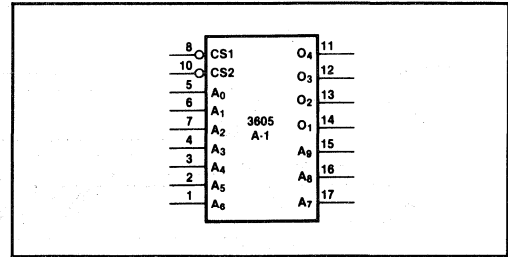 8 CS1 O4 11
10 CS2 O3 12
5 A0 O2 13
6 A1 O1 14
7 A2 3605 A9 15
4 A3 A-1 A8 16
3 A4 A7 17
2 A5
1 A6